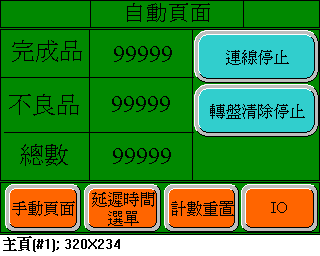 自動頁面
完成品 99999 連線停止
不良品 99999 轉盤清除停止
總數 99999
手動頁面 延遲時間選單 計數重置 IO
主頁(#1); 320X234